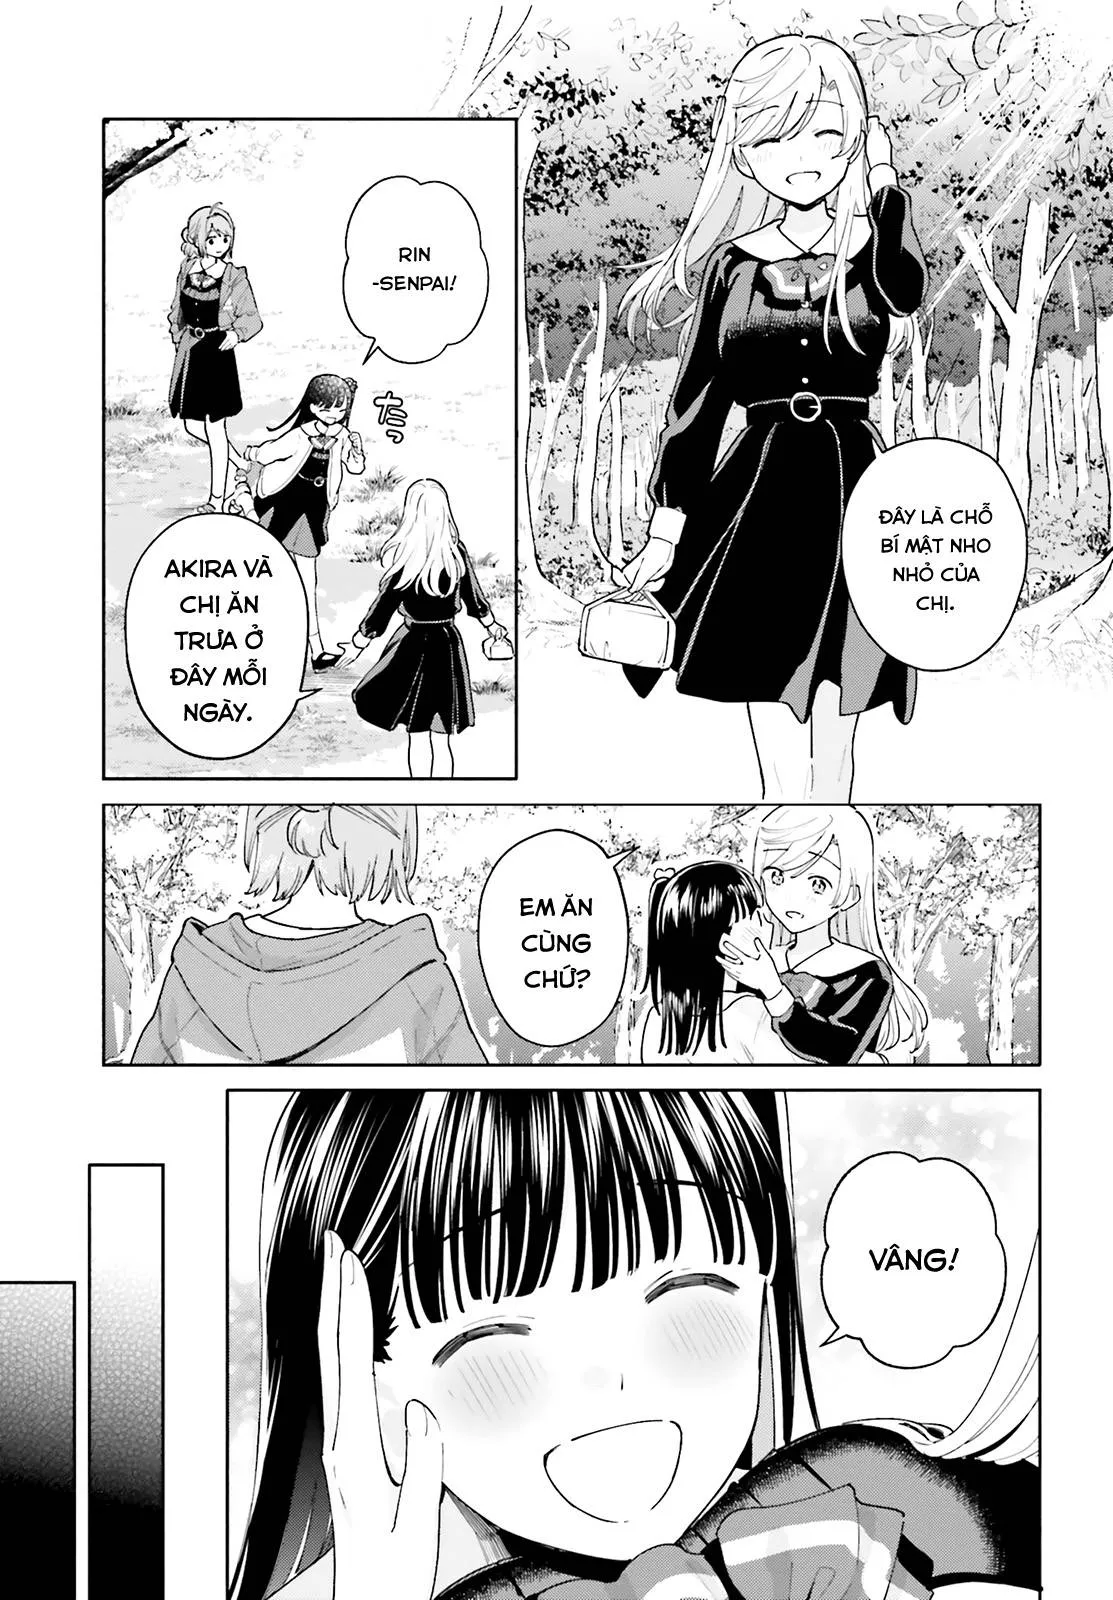 ĐÂY LÀ CHỖ
BÍ MẬT NHO
NHỎ CỦA
CHỊ.
RIN
-SENPAI!
たっ
AKIRA VÀ
CHỊ ĂN
TRƯA Ở
ĐÂY MỖI
NGÀY.
EM ĂN
CÙNG
CHỨ?
VÂNG!